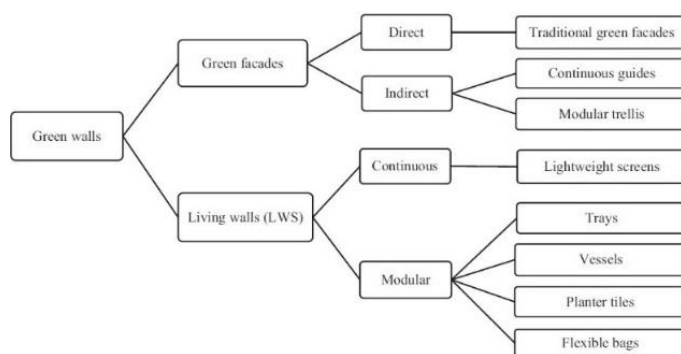 Green walls
Green facades
Direct
Traditional green facades
Indirect
Continuous guides
Modular trellis
Living walls (LWS)
Continuous
Lightweight screens
Modular
Trays
Vessels
Planter tiles
Flexible bags